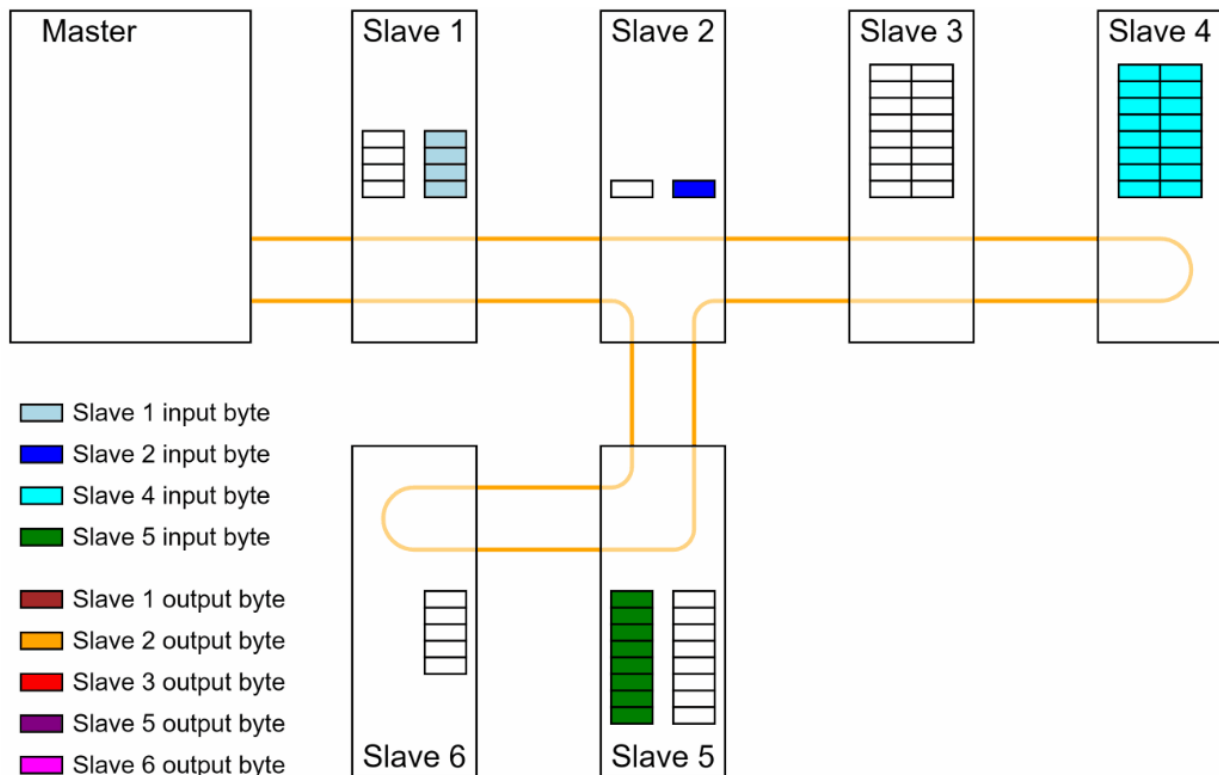 Master
Slave 1
Slave 2
Slave 3
Slave 4
Slave 1 input byte
Slave 2 input byte
Slave 4 input byte
Slave 5 input byte
Slave 1 output byte
Slave 2 output byte
Slave 3 output byte
Slave 5 output byte
Slave 6 output byte
Slave 6
Slave 5